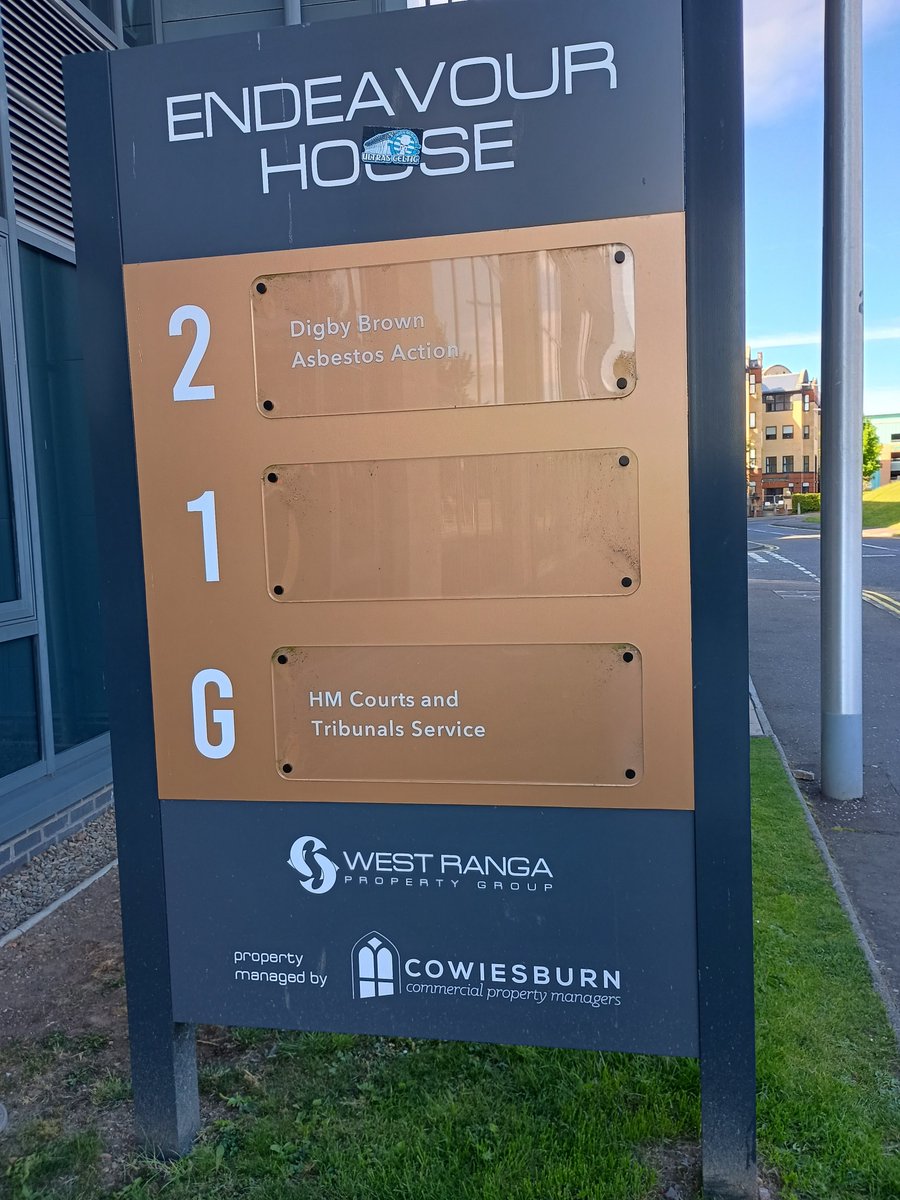 ENDEAVOUR
HOUSE
ULTRAS CELTIC
2
Digby Brown
Asbestos Action
1
G
HM Courts and
Tribunals Service
WEST RANGA
PROPERTY GROUP
property
managed by
COWIESBURN
commercial property managers